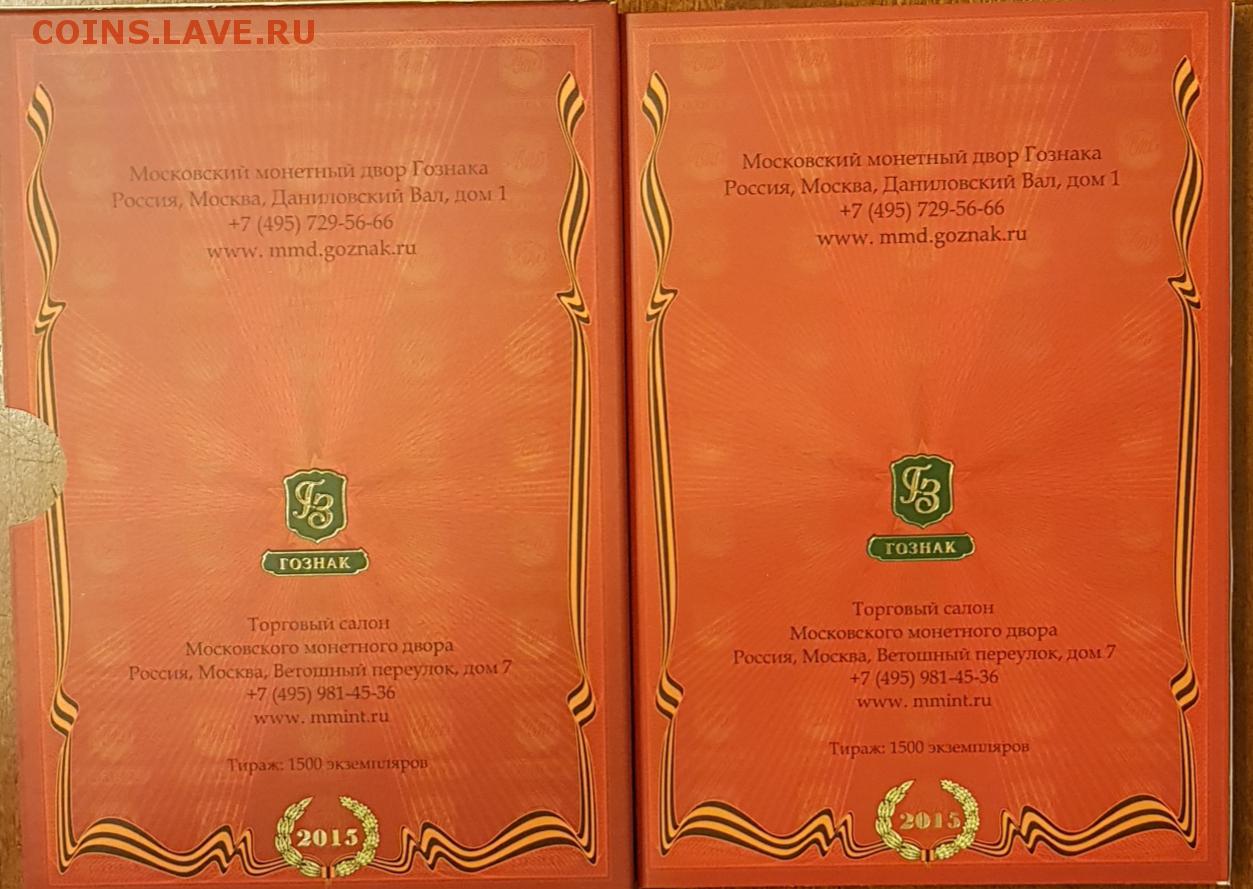 COINS.LAVE.RU
Московский монетный двор Гознака
Россия, Москва, Даниловский Вал, дом 1
+7 (495) 729-56-66
www. mmd.goznak.ru
ГЗ
ГОЗНАК
Торговый салон
Московского монетного двора
Россия, Москва, Ветошный переулок, дом 7
+7 (495) 981-45-36
www. mmint.ru
Тираж: 1500 экземпляров
2015
Московский монетный двор Гознака
Россия, Москва, Даниловский Вал, дом 1
+7 (495) 729-56-66
www. mmd.goznak.ru
ГЗ
ГОЗНАК
Торговый салон
Московского монетного двора
Россия, Москва, Ветошный переулок, дом 7
+7 (495) 981-45-36
www. mmint.ru
Тираж: 1500 экземпляров
2015